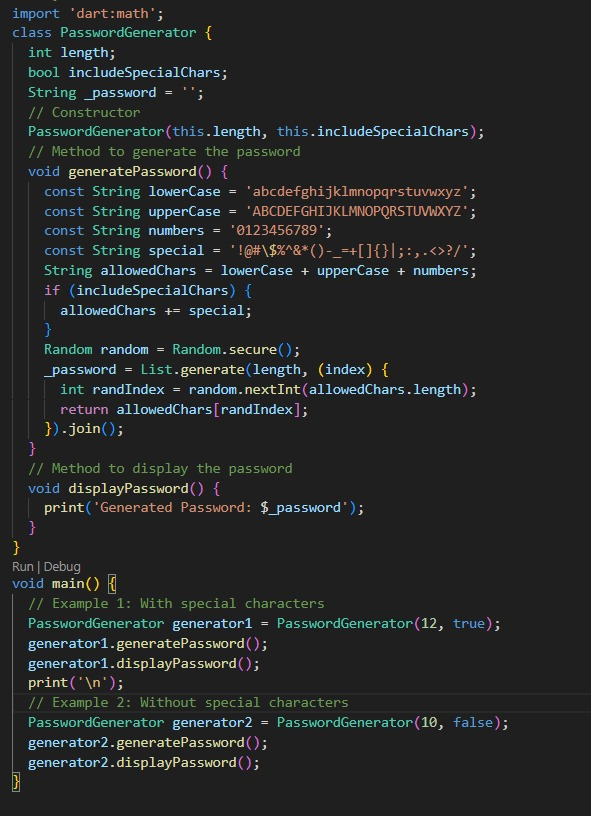 import 'dart:math';
class PasswordGenerator {
  int length;
  bool includeSpecialChars;
  String _password = '';
  // Constructor
  PasswordGenerator(this.length, this.includeSpecialChars);
  // Method to generate the password
  void generatePassword() {
    const String lowerCase = 'abcdefghijklmnopqrstuvwxyz';
    const String upperCase = 'ABCDEFGHIJKLMNOPQRSTUVWXYZ';
    const String numbers = '0123456789';
    const String special = '!@#\$%^&*()-_=+[]{}|;:,.<>?/';
    String allowedChars = lowerCase + upperCase + numbers;
    if (includeSpecialChars) {
      allowedChars += special;
    }
    Random random = Random.secure();
    _password = List.generate(length, (index) {
      int randIndex = random.nextInt(allowedChars.length);
      return allowedChars[randIndex];
    }).join();
  }
  // Method to display the password
  void displayPassword() {
    print('Generated Password: $_password');
  }
}
Run | Debug
void main() {
  // Example 1: With special characters
  PasswordGenerator generator1 = PasswordGenerator(12, true);
  generator1.generatePassword();
  generator1.displayPassword();
  print('\n');
  // Example 2: Without special characters
  PasswordGenerator generator2 = PasswordGenerator(10, false);
  generator2.generatePassword();
  generator2.displayPassword();
}